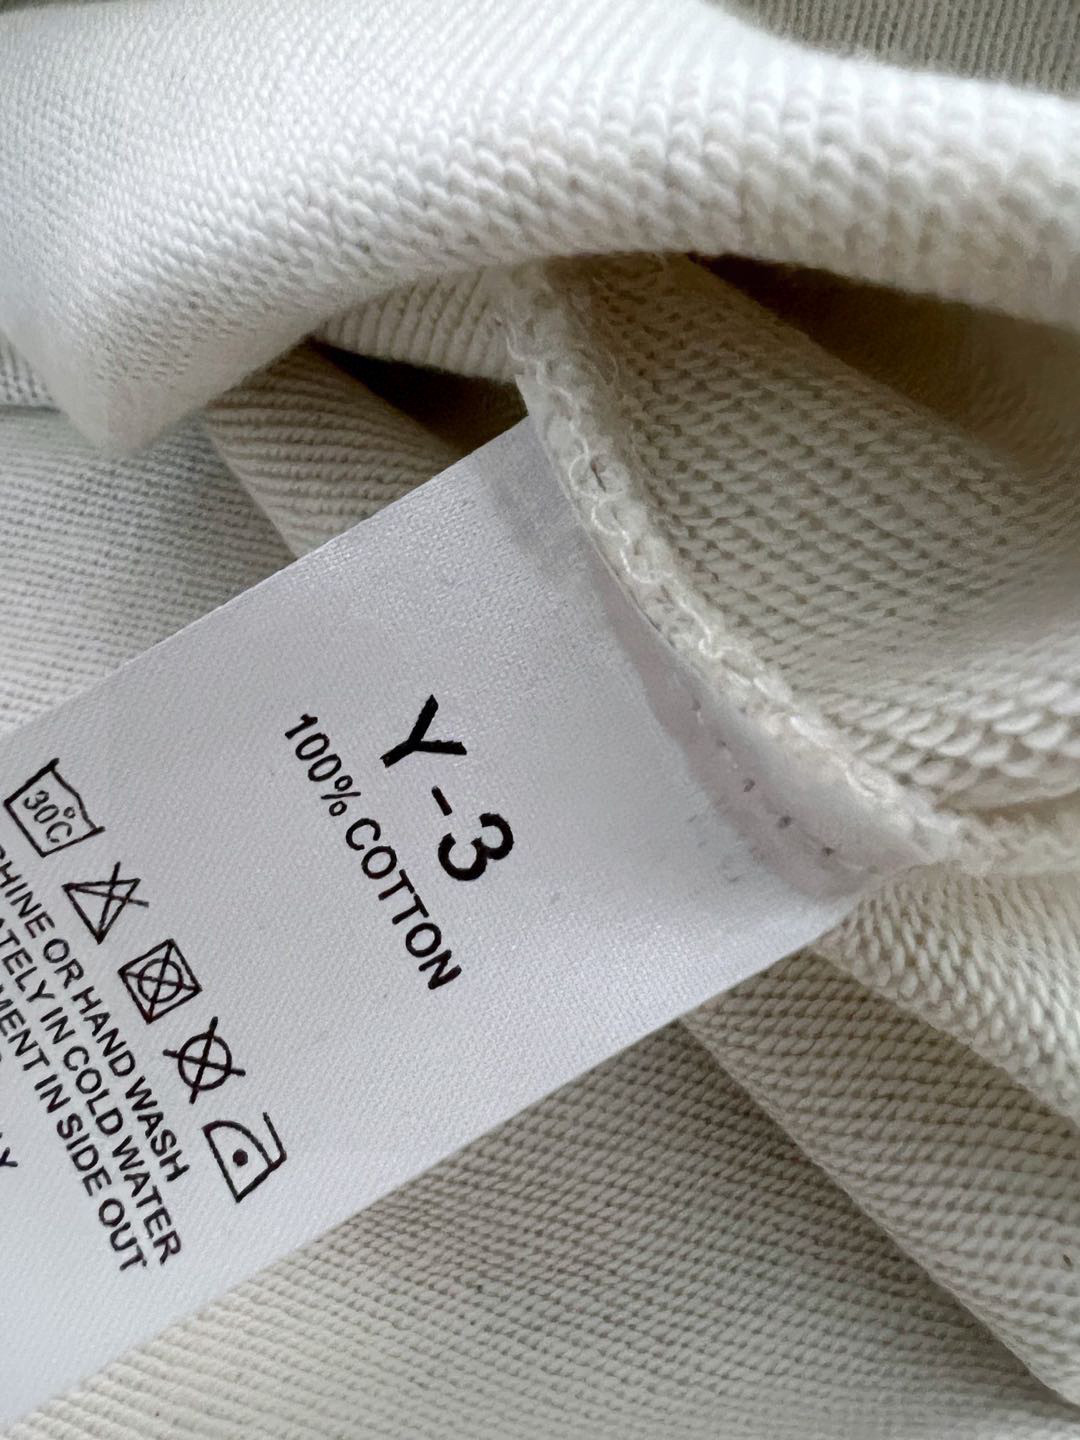 Y-3
100% COTTON
30°C
HINE OR HAND WASH
ATELY IN COLD WATER
MENT IN SIDE OUT